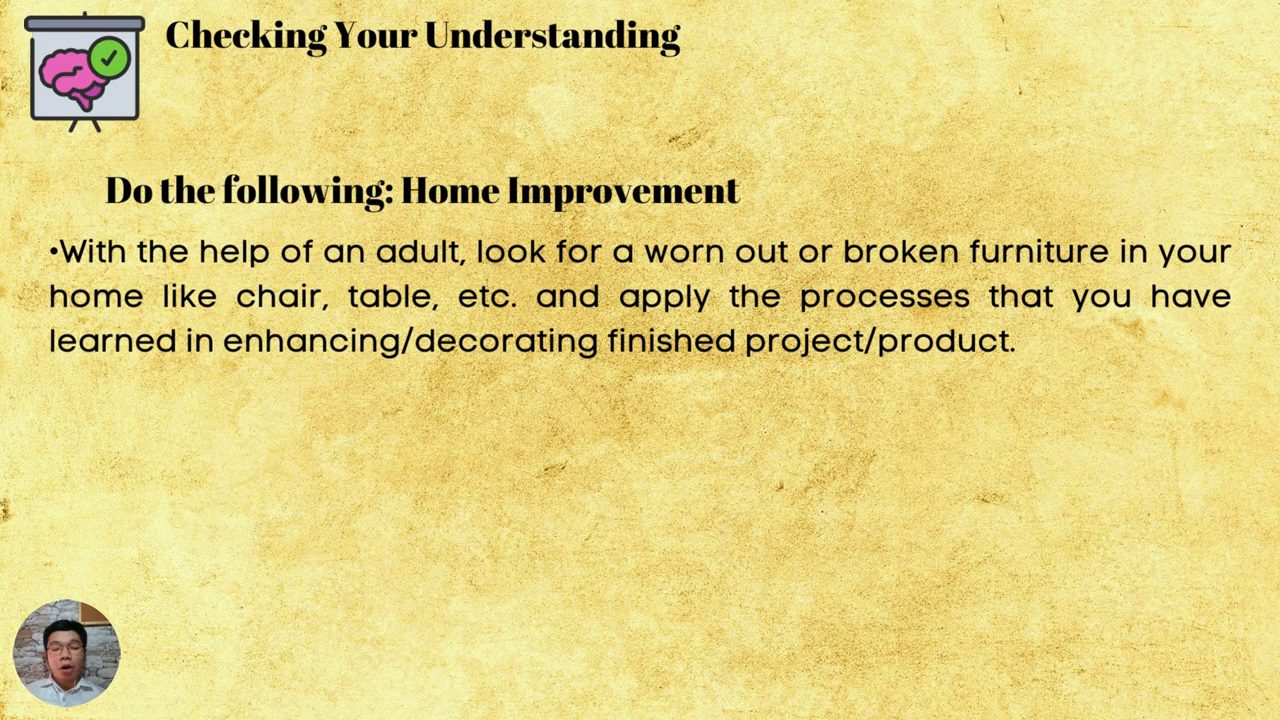 Checking Your Understanding
Do the following: Home Improvement
•With the help of an adult, look for a worn out or broken furniture in your
home like chair, table, etc. and apply the processes that you have
learned in enhancing/decorating finished project/product.